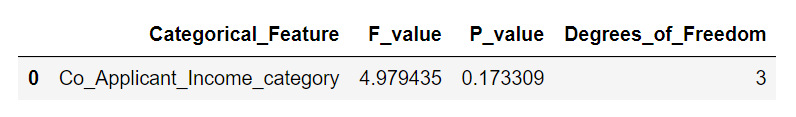 Categorical_Feature F_value P_value Degrees_of_Freedom
0 Co_Applicant_Income_category 4.979435 0.173309 3